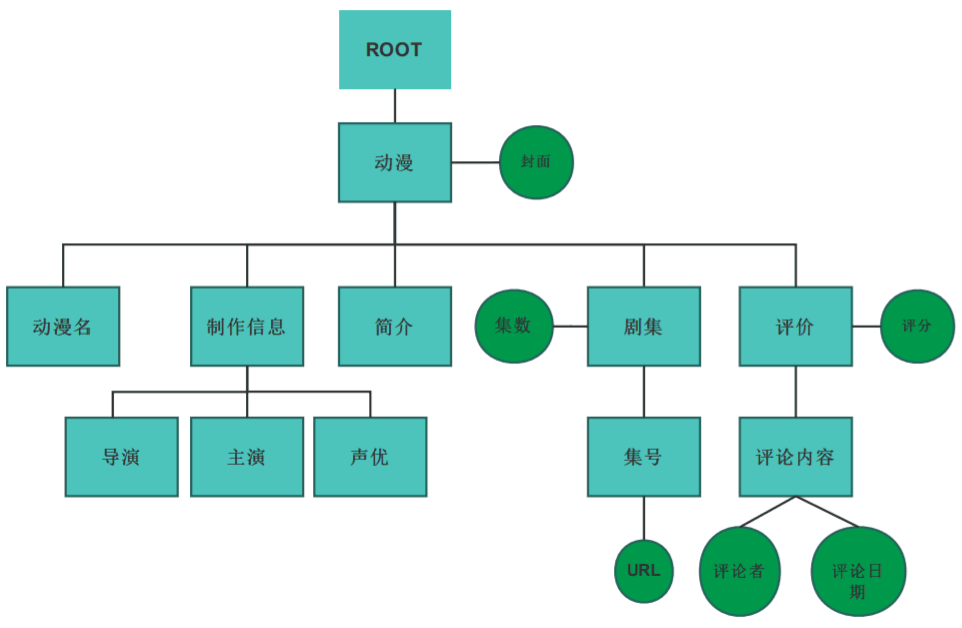 ROOT
动漫
封面
动漫名
制作信息
简介
集数
剧集
评价
评分
导演
主演
声优
集号
评论内容
URL
评论者
评论日
期